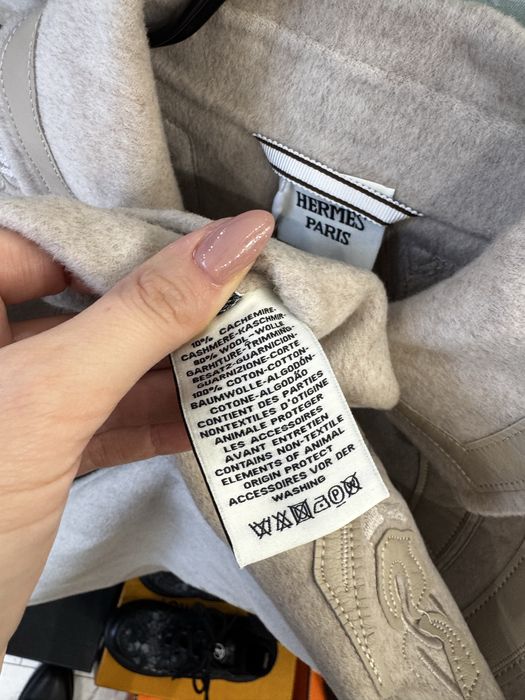 HERMES
PARIS
10% CACHEMIRE-
CASHMERE-KASCHMIR-
90% WOOL-WOLLE
GARNITURE-TRIMMING-
BESATZ-GUARNICION-
GUARNIZIONE-CORTE
100% COTON-COTTON-
BAUMWOLLE-ALGODÓN-
COTONE-ALGODÃO
CONTIENT DES PARTIES
NONTEXTILES D'ORIGINE
ANIMALE PROTEGER
LES ACCESSOIRES
AVANT ENTRETIEN
CONTAINS NON-TEXTILE
ELEMENTS OF ANIMAL
ORIGIN PROTECT
ACCESSOIRES VOR DER
WASHING